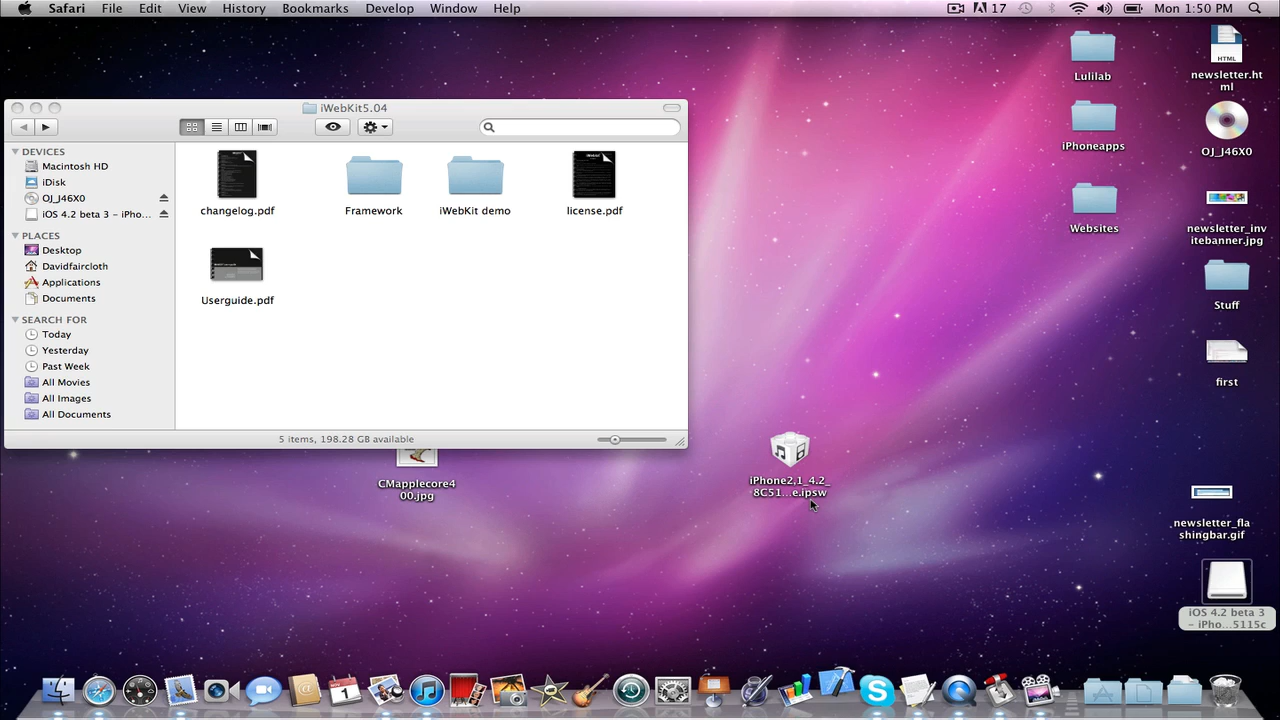 Safari File Edit View History Bookmarks Develop Window Help
17 Mon 1:50 PM
iWebKit5.04
DEVICES
Macintosh HD
iDisk
OJ_J46X0
iOS 4.2 beta 3 – iPho...
PLACES
Desktop
Davidfaircloth
Applications
Documents
SEARCH FOR
Today
Yesterday
Past Week
All Movies
All Images
All Documents
changelog.pdf
Framework
iWebKit demo
license.pdf
Userguide.pdf
5 items, 198.28 GB available
CMapplecore4
00.jpg
iPhone2,1_4.2_
8C51...e.ipsw
Lulilab
iPhoneapps
Websites
HTML
newsletter.ht
ml
OJ_J46X0
newsletter_inv
itebanner.jpg
Stuff
first
newsletter_fla
shingbar.gif
iOS 4.2 beta 3
– iPho...5115c